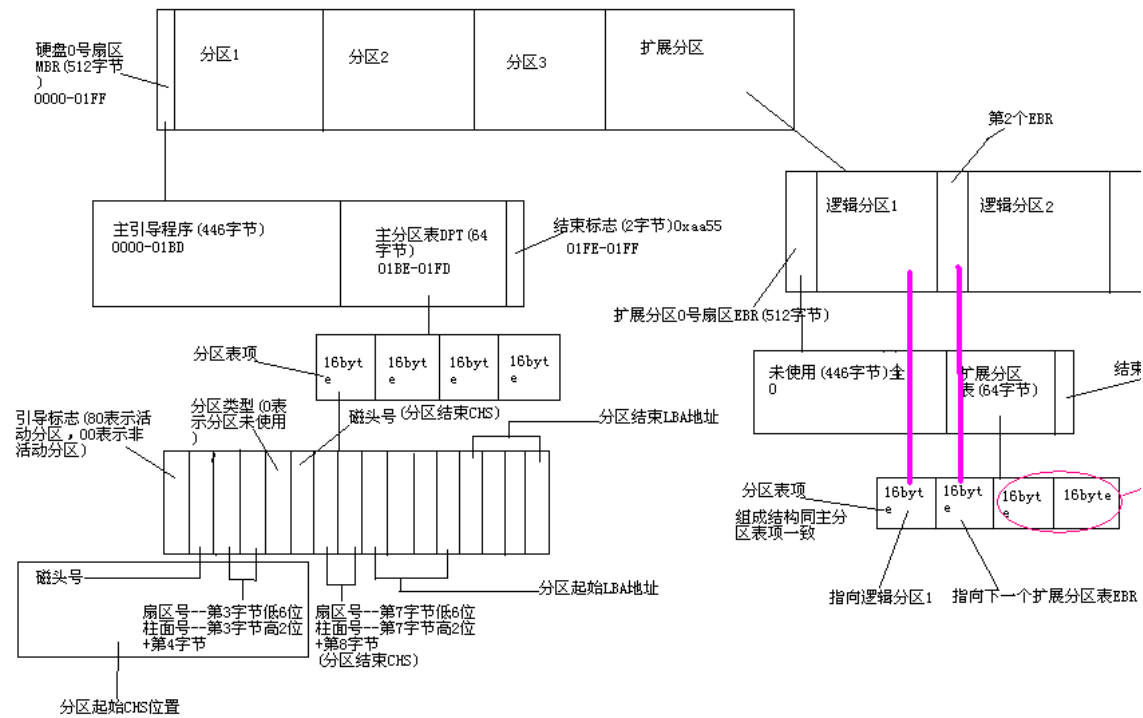 硬盘0号扇区
MBR(512字节
)
0000-01FF
分区1
分区2
分区3
扩展分区
第2个EBR
逻辑分区1
逻辑分区2
主引导程序(446字节)
0000-01BD
主分区表DPT(64
字节)
01BE-01FD
结束标志(2字节)0xaa55
01FE-01FF
扩展分区0号扇区EBR(512字节)
分区表项
16byt
e
16byt
e
16byt
e
16byt
e
未使用(446字节)全
0
扩展分区
表(64字节)
结束
引导标志(80表示活
动分区，00表示非
活动分区)
分区类型(0表
示分区未使用
)
磁头号
(分区结束CHS)
分区结束LBA地址
分区表项
组成结构同主分
区表项一致
16byt
e
16byt
e
16byt
e
16byte
磁头号
扇区号--第3字节低6位
柱面号--第3字节高2位
+第4字节
扇区号--第7字节低6位
柱面号--第7字节高2位
+第8字节
(分区结束CHS)
分区起始LBA地址
指向逻辑分区1
指向下一个扩展分区表EBR
分区起始CHS位置